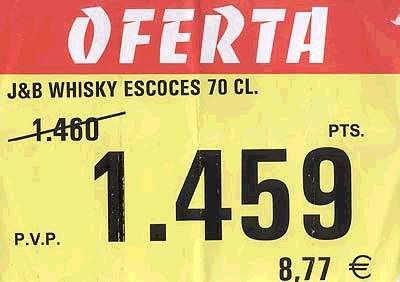 OFERTA
J&B WHISKY ESCOCES 70 CL.
1.460
PTS.
1.459
P.V.P.
8,77 €